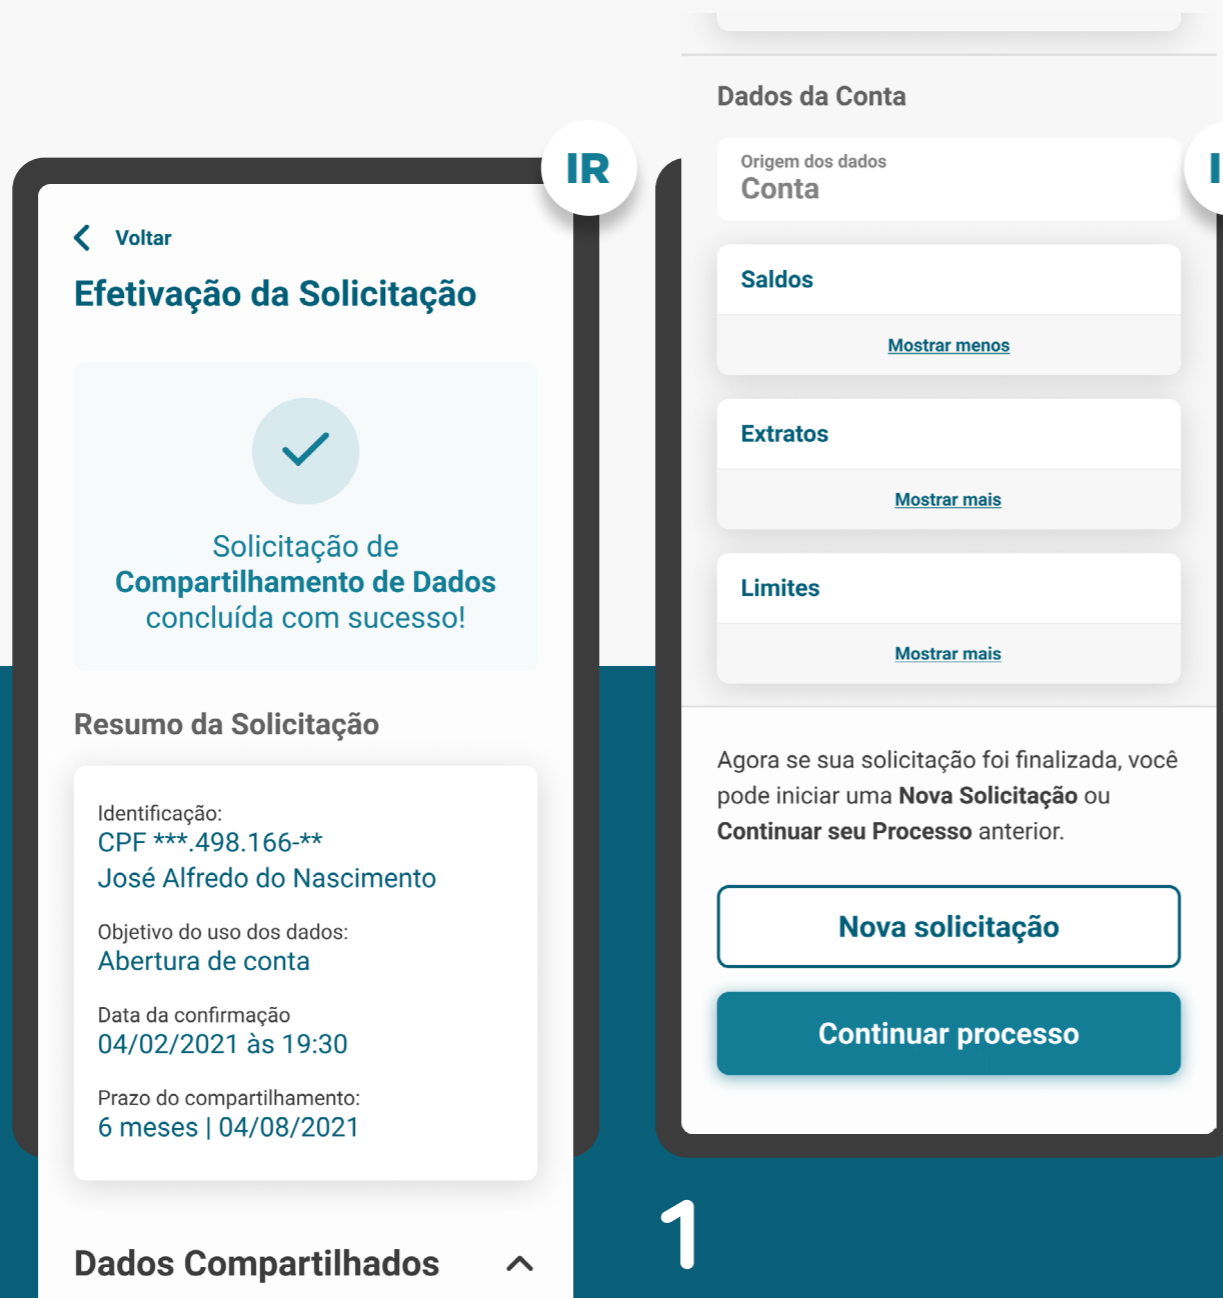 IR
Voltar
Efetivação da Solicitação
Solicitação de
Compartilhamento de Dados
concluída com sucesso!
Resumo da Solicitação
Identificação:
CPF ***.498.166-**
José Alfredo do Nascimento
Objetivo do uso dos dados:
Abertura de conta
Data da confirmação
04/02/2021 às 19:30
Prazo do compartilhamento:
6 meses | 04/08/2021
Dados Compartilhados
Dados da Conta
Origem dos dados
Conta
Saldos
Mostrar menos
Extratos
Mostrar mais
Limites
Mostrar mais
Agora se sua solicitação foi finalizada, você
pode iniciar uma Nova Solicitação ou
Continuar seu Processo anterior.
Nova solicitação
Continuar processo
1